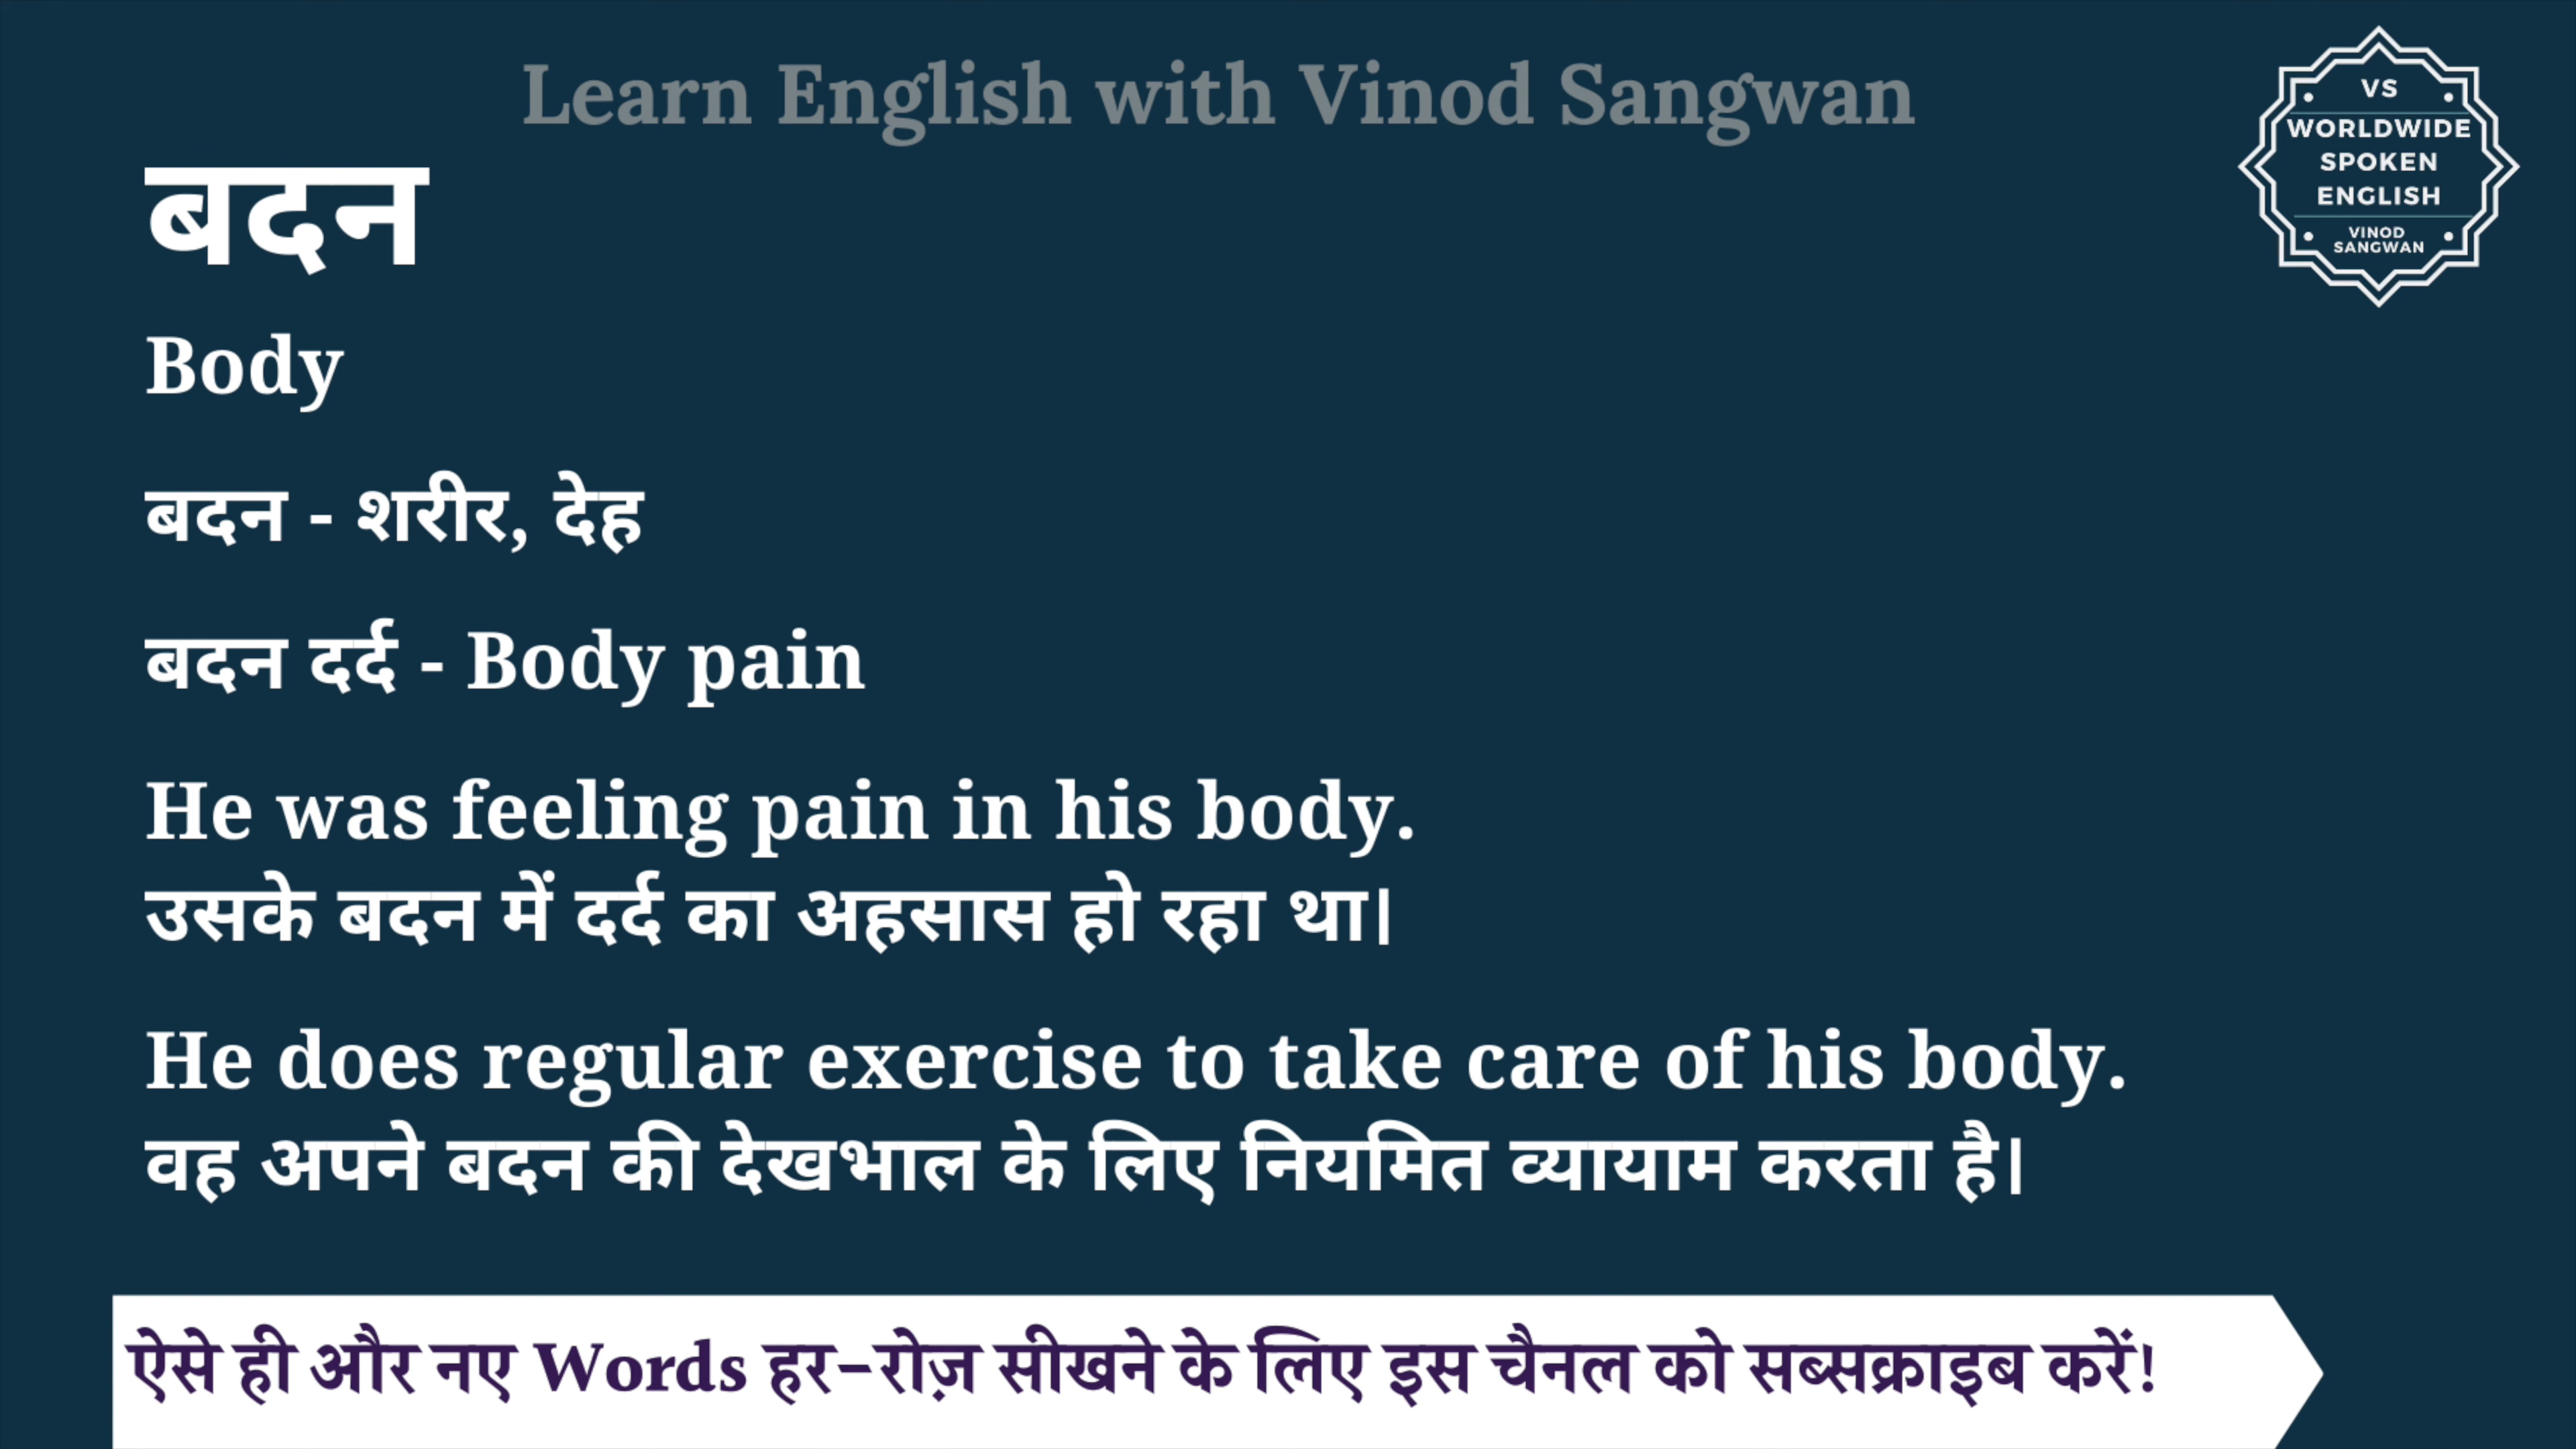 Learn English with Vinod Sangwan
VS
WORLDWIDE
SPOKEN
ENGLISH
VINOD
SANGWAN
बदन
Body
बदन - शरीर, देह
बदन दर्द - Body pain
He was feeling pain in his body.
उसके बदन में दर्द का अहसास हो रहा था।
He does regular exercise to take care of his body.
वह अपने बदन की देखभाल के लिए नियमित व्यायाम करता है।
ऐसे ही और नए Words हर-रोज़ सीखने के लिए इस चैनल को सब्सक्राइब करें!